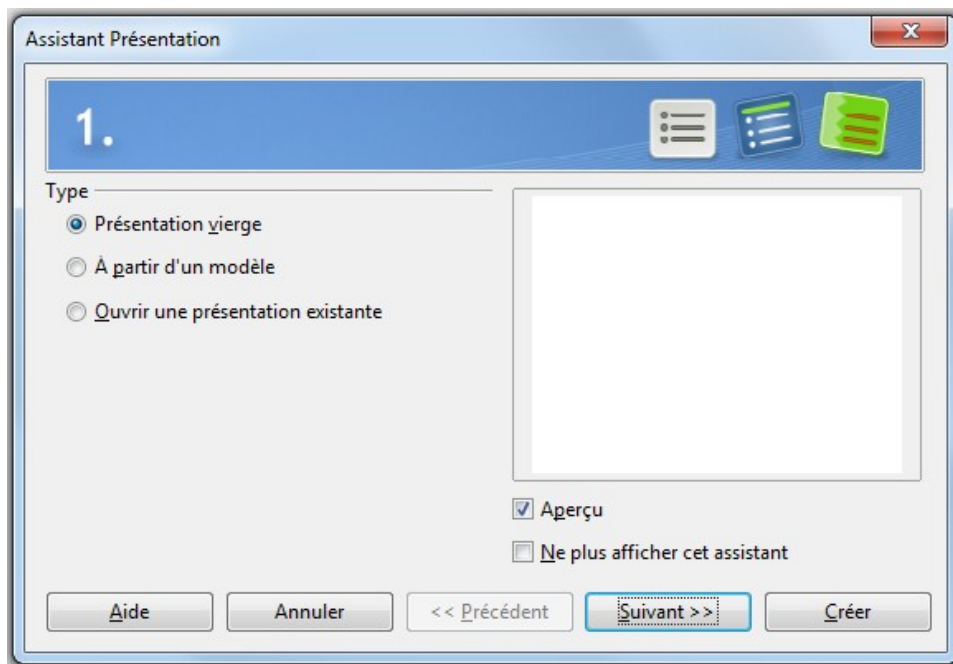 Assistant Présentation
1.
Type
Présentation vierge
À partir d'un modèle
Ouvrir une présentation existante
Aperçu
Ne plus afficher cet assistant
Aide Annuler << Précédent Suivant >> Créer